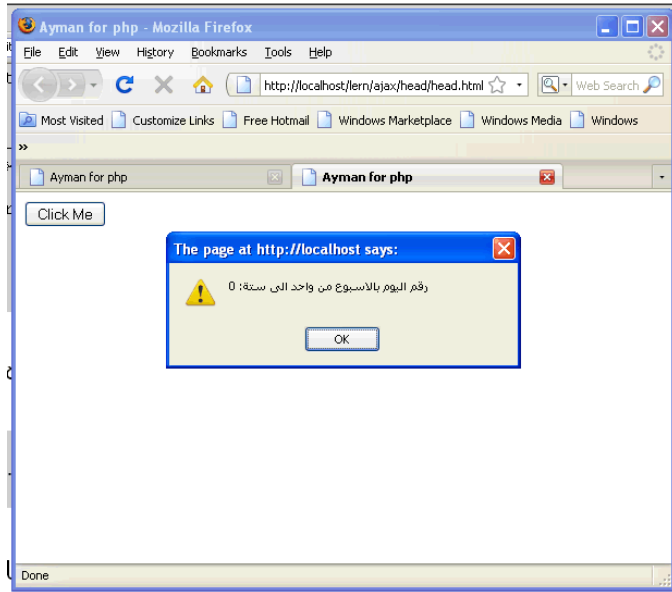 Ayman for php - Mozilla Firefox
File Edit View History Bookmarks Tools Help
http://localhost/lern/ajax/head/head.html Web Search
Most Visited Customize Links Free Hotmail Windows Marketplace Windows Media Windows
»
Ayman for php Ayman for php
Click Me
The page at http://localhost says:
رقم اليوم بالاسبوع من واحد الى ستة: 0
OK
Done